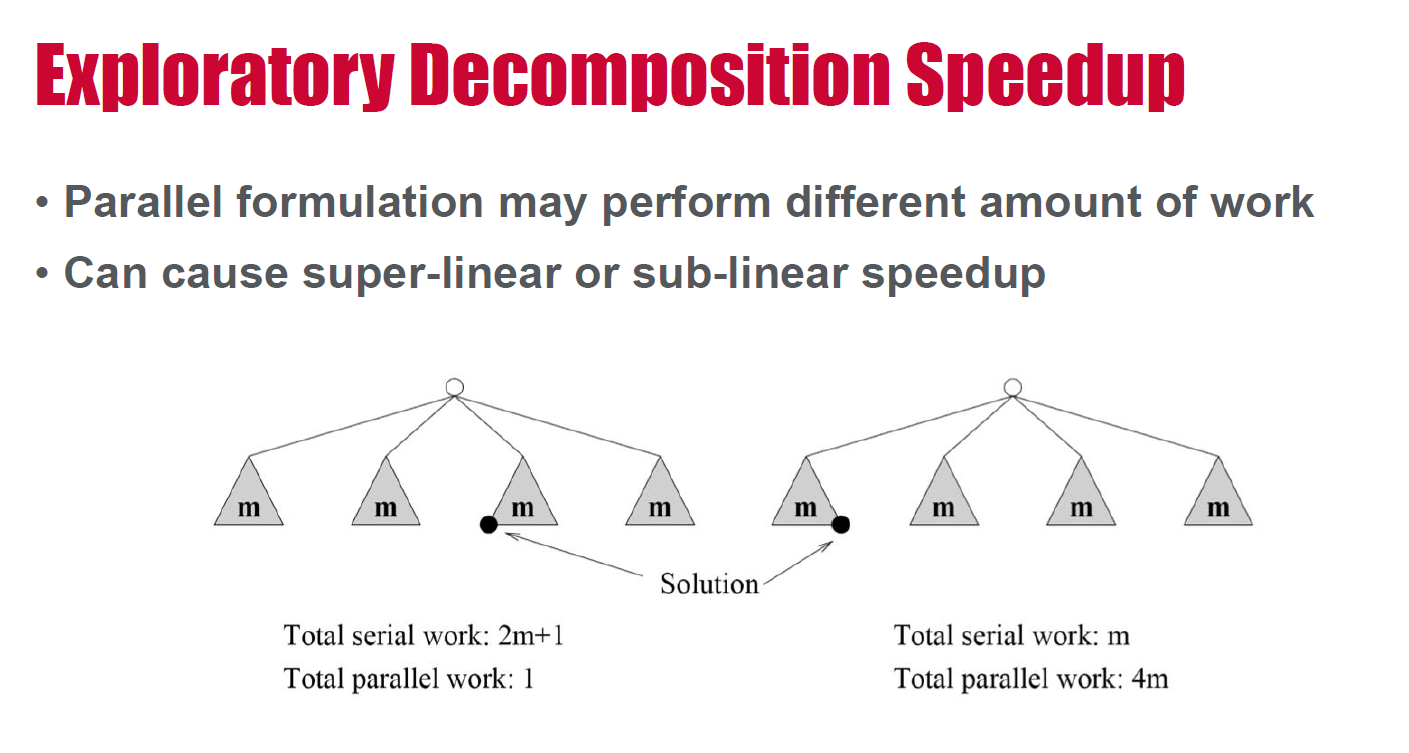 Exploratory Decomposition Speedup
• Parallel formulation may perform different amount of work
• Can cause super-linear or sub-linear speedup
m m m m m m m m
Solution
Total serial work: 2m+1 Total serial work: m
Total parallel work: 1 Total parallel work: 4m